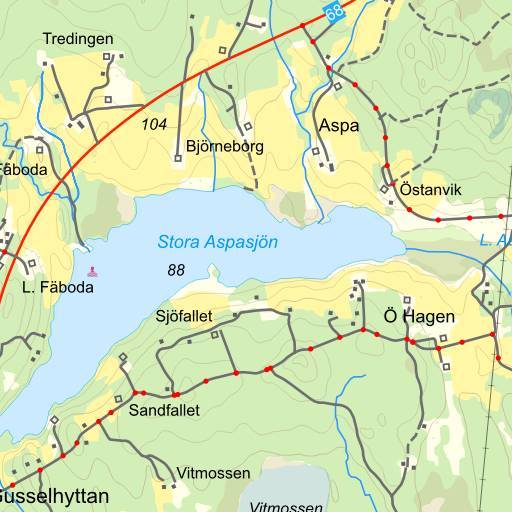 68
Tredingen
104
Aspa
Björneborg
Fäboda
Östanvik
Stora Aspasjön
L. A
88
L. Fäboda
Sjöfallet
Ö Hagen
Sandfallet
Vitmossen
Gusselhyttan
Vitmossen